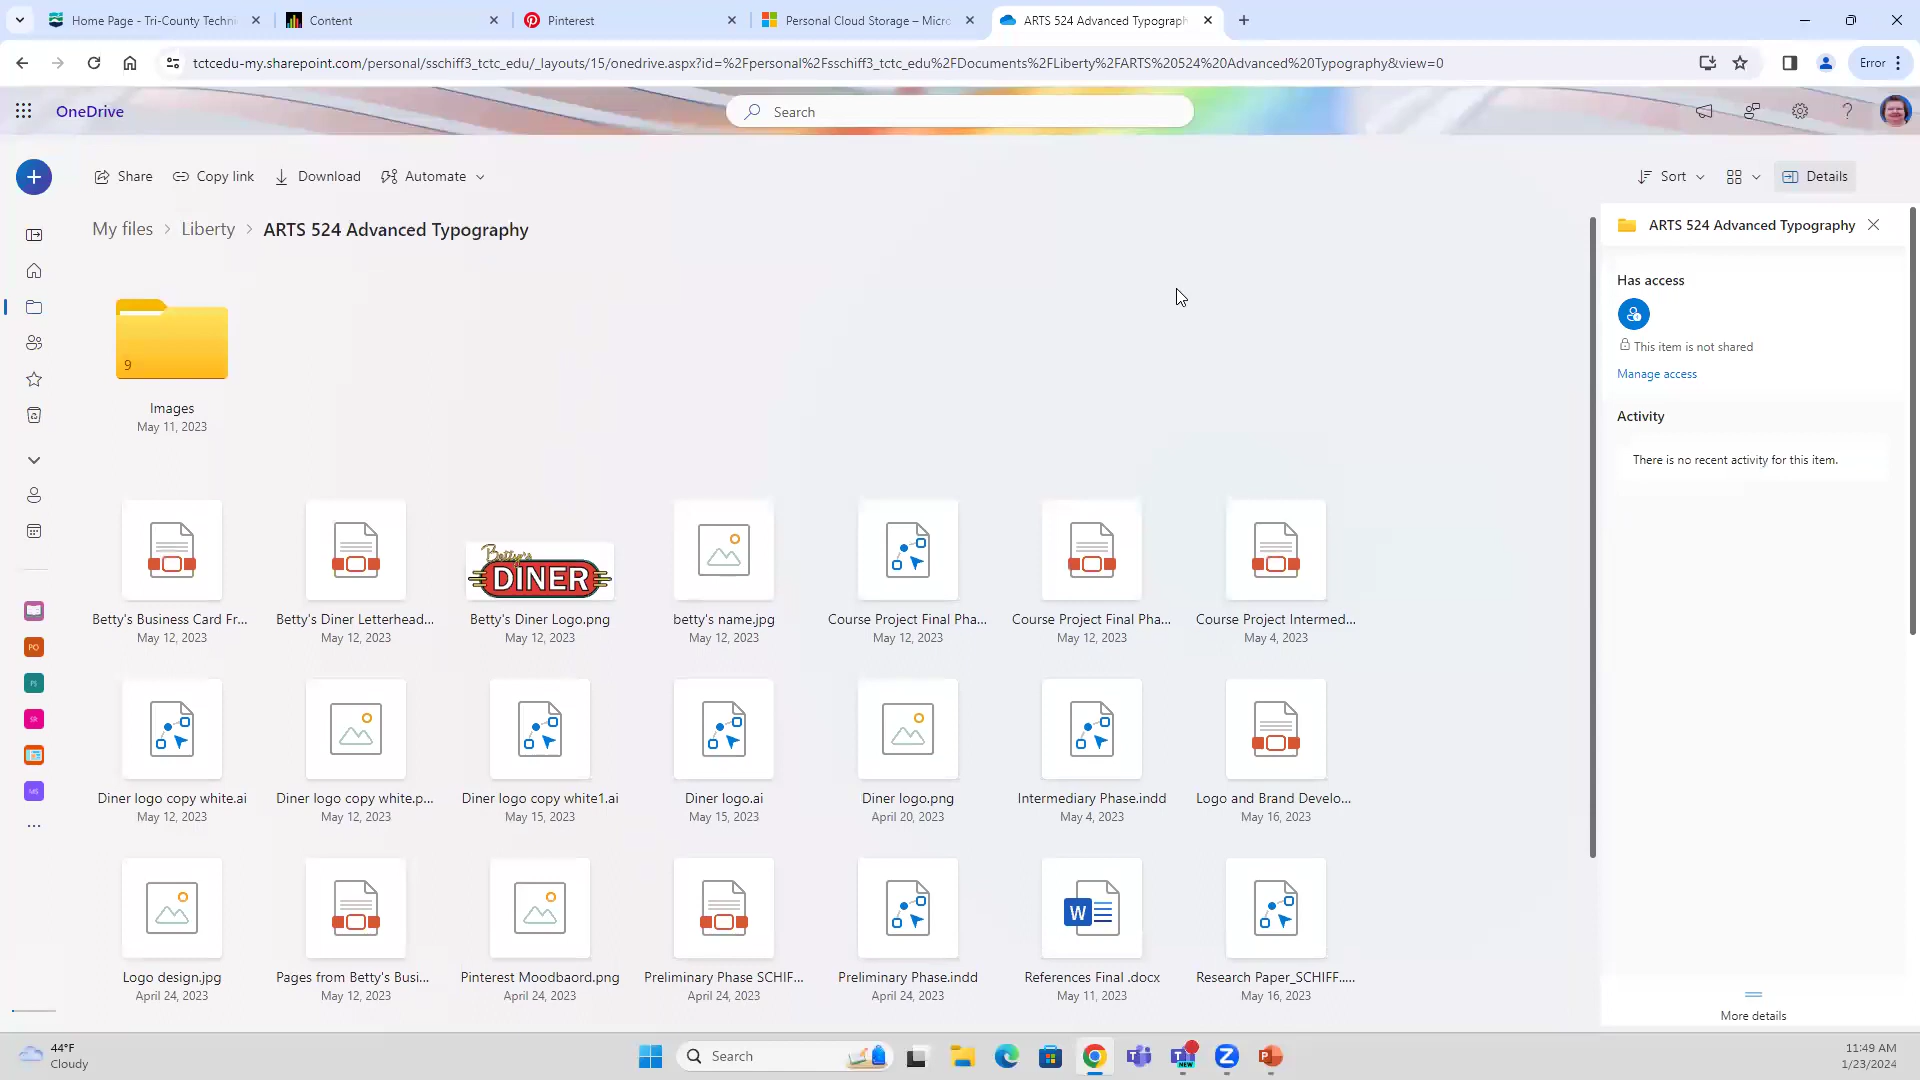 Home Page - Tri-County Techni
Content
Pinterest
Personal Cloud Storage – Micro
ARTS 524 Advanced Typograph
tctcedu-my.sharepoint.com/personal/sschiff3_tctc_edu/_layouts/15/onedrive.aspx?id=%2Fpersonal%2Fsschiff3_tctc_edu%2FDocuments%2FLiberty%2FARTS%20524%20Advanced%20Typography&view=0
Error
OneDrive
Search
Share
Copy link
Download
Automate
Sort
Details
My files > Liberty > ARTS 524 Advanced Typography
ARTS 524 Advanced Typography
Has access
This item is not shared
Manage access
Activity
There is no recent activity for this item.
More details
9
Images
May 11, 2023
Betty's
DINER
Betty's Business Card Fr...
May 12, 2023
Betty's Diner Letterhead...
May 12, 2023
Betty's Diner Logo.png
May 12, 2023
betty's name.jpg
May 12, 2023
Course Project Final Pha...
May 12, 2023
Course Project Final Pha...
May 12, 2023
Course Project Intermed...
May 4, 2023
Diner logo copy white.ai
May 12, 2023
Diner logo copy white.p...
May 12, 2023
Diner logo copy white1.ai
May 15, 2023
Diner logo.ai
May 15, 2023
Diner logo.png
April 20, 2023
Intermediary Phase.indd
May 4, 2023
Logo and Brand Develo...
May 16, 2023
W
Logo design.jpg
April 24, 2023
Pages from Betty's Busi...
May 12, 2023
Pinterest Moodbaord.png
April 24, 2023
Preliminary Phase SCHIF...
April 24, 2023
Preliminary Phase.indd
April 24, 2023
References Final .docx
May 11, 2023
Research Paper_SCHIFF.....
May 16, 2023
PO
PS
SR
MS
44°F
Cloudy
Search
NEW
11:49 AM
1/23/2024